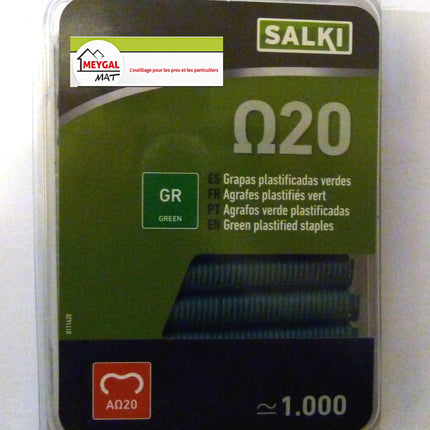 MEYGAL
MAT
L'outillage pour les pros et les particuliers
SALKI
Ω20
ES Grapas plastificadas verdes
FR Agrafes plastifiés vert
PT Agrafos verde plastificadas
EN Green plastified staples
GR
GREEN
0111420
AΩ20
≃1.000